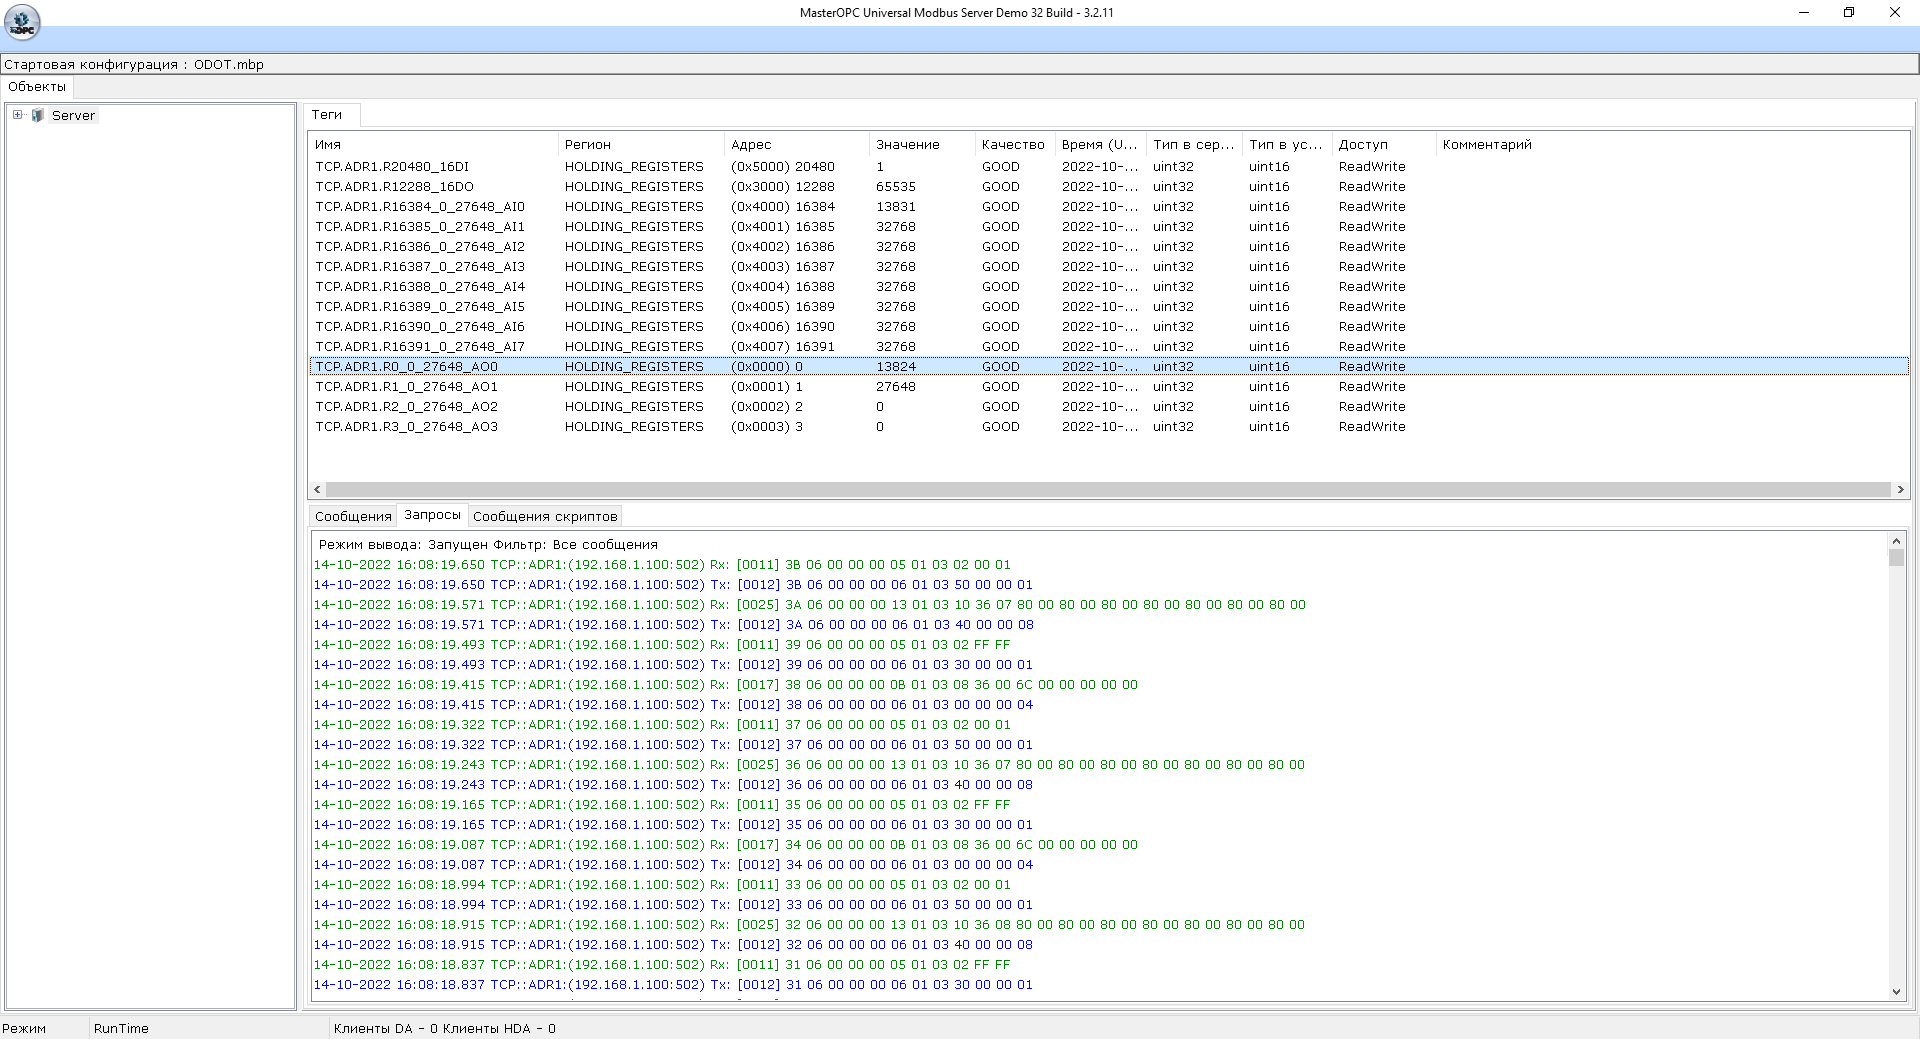 MasterOPC Universal Modbus Server Demo 32 Build - 3.2.11
OPC
Стартовая конфигурация : ODOT.mbp
Объекты
Server
Теги
Имя Регион Адрес Значение Качество Время (U... Тип в сер... Тип в ус... Доступ Комментарий
TCP.ADR1.R20480_16DI HOLDING_REGISTERS (0x5000) 20480 1 GOOD 2022-10-... uint32 uint16 ReadWrite
TCP.ADR1.R12288_16DO HOLDING_REGISTERS (0x3000) 12288 65535 GOOD 2022-10-... uint32 uint16 ReadWrite
TCP.ADR1.R16384_0_27648_AI0 HOLDING_REGISTERS (0x4000) 16384 13831 GOOD 2022-10-... uint32 uint16 ReadWrite
TCP.ADR1.R16385_0_27648_AI1 HOLDING_REGISTERS (0x4001) 16385 32768 GOOD 2022-10-... uint32 uint16 ReadWrite
TCP.ADR1.R16386_0_27648_AI2 HOLDING_REGISTERS (0x4002) 16386 32768 GOOD 2022-10-... uint32 uint16 ReadWrite
TCP.ADR1.R16387_0_27648_AI3 HOLDING_REGISTERS (0x4003) 16387 32768 GOOD 2022-10-... uint32 uint16 ReadWrite
TCP.ADR1.R16388_0_27648_AI4 HOLDING_REGISTERS (0x4004) 16388 32768 GOOD 2022-10-... uint32 uint16 ReadWrite
TCP.ADR1.R16389_0_27648_AI5 HOLDING_REGISTERS (0x4005) 16389 32768 GOOD 2022-10-... uint32 uint16 ReadWrite
TCP.ADR1.R16390_0_27648_AI6 HOLDING_REGISTERS (0x4006) 16390 32768 GOOD 2022-10-... uint32 uint16 ReadWrite
TCP.ADR1.R16391_0_27648_AI7 HOLDING_REGISTERS (0x4007) 16391 32768 GOOD 2022-10-... uint32 uint16 ReadWrite
TCP.ADR1.R0_0_27648_AO0 HOLDING_REGISTERS (0x0000) 0 13824 GOOD 2022-10-... uint32 uint16 ReadWrite
TCP.ADR1.R1_0_27648_AO1 HOLDING_REGISTERS (0x0001) 1 27648 GOOD 2022-10-... uint32 uint16 ReadWrite
TCP.ADR1.R2_0_27648_AO2 HOLDING_REGISTERS (0x0002) 2 0 GOOD 2022-10-... uint32 uint16 ReadWrite
TCP.ADR1.R3_0_27648_AO3 HOLDING_REGISTERS (0x0003) 3 0 GOOD 2022-10-... uint32 uint16 ReadWrite
Сообщения Запросы Сообщения скриптов
Режим вывода: Запущен Фильтр: Все сообщения
14-10-2022 16:08:19.650 TCP::ADR1:(192.168.1.100:502) Rx: [0011] 3B 06 00 00 00 05 01 03 02 00 01
14-10-2022 16:08:19.650 TCP::ADR1:(192.168.1.100:502) Tx: [0012] 3B 06 00 00 00 06 01 03 50 00 00 01
14-10-2022 16:08:19.571 TCP::ADR1:(192.168.1.100:502) Rx: [0025] 3A 06 00 00 00 13 01 03 10 36 07 80 00 80 00 80 00 80 00 80 00 80 00 80 00
14-10-2022 16:08:19.571 TCP::ADR1:(192.168.1.100:502) Tx: [0012] 3A 06 00 00 00 06 01 03 40 00 00 08
14-10-2022 16:08:19.493 TCP::ADR1:(192.168.1.100:502) Rx: [0011] 39 06 00 00 00 05 01 03 02 FF FF
14-10-2022 16:08:19.493 TCP::ADR1:(192.168.1.100:502) Tx: [0012] 39 06 00 00 00 06 01 03 30 00 00 01
14-10-2022 16:08:19.415 TCP::ADR1:(192.168.1.100:502) Rx: [0017] 38 06 00 00 00 0B 01 03 08 36 00 6C 00 00 00 00 00
14-10-2022 16:08:19.415 TCP::ADR1:(192.168.1.100:502) Tx: [0012] 38 06 00 00 00 06 01 03 00 00 00 04
14-10-2022 16:08:19.322 TCP::ADR1:(192.168.1.100:502) Rx: [0011] 37 06 00 00 00 05 01 03 02 00 01
14-10-2022 16:08:19.322 TCP::ADR1:(192.168.1.100:502) Tx: [0012] 37 06 00 00 00 06 01 03 50 00 00 01
14-10-2022 16:08:19.243 TCP::ADR1:(192.168.1.100:502) Rx: [0025] 36 06 00 00 00 13 01 03 10 36 07 80 00 80 00 80 00 80 00 80 00 80 00 80 00
14-10-2022 16:08:19.243 TCP::ADR1:(192.168.1.100:502) Tx: [0012] 36 06 00 00 00 06 01 03 40 00 00 08
14-10-2022 16:08:19.165 TCP::ADR1:(192.168.1.100:502) Rx: [0011] 35 06 00 00 00 05 01 03 02 FF FF
14-10-2022 16:08:19.165 TCP::ADR1:(192.168.1.100:502) Tx: [0012] 35 06 00 00 00 06 01 03 30 00 00 01
14-10-2022 16:08:19.087 TCP::ADR1:(192.168.1.100:502) Rx: [0017] 34 06 00 00 00 0B 01 03 08 36 00 6C 00 00 00 00 00
14-10-2022 16:08:19.087 TCP::ADR1:(192.168.1.100:502) Tx: [0012] 34 06 00 00 00 06 01 03 00 00 00 04
14-10-2022 16:08:18.994 TCP::ADR1:(192.168.1.100:502) Rx: [0011] 33 06 00 00 00 05 01 03 02 00 01
14-10-2022 16:08:18.994 TCP::ADR1:(192.168.1.100:502) Tx: [0012] 33 06 00 00 00 06 01 03 50 00 00 01
14-10-2022 16:08:18.915 TCP::ADR1:(192.168.1.100:502) Rx: [0025] 32 06 00 00 00 13 01 03 10 36 08 80 00 80 00 80 00 80 00 80 00 80 00 80 00
14-10-2022 16:08:18.915 TCP::ADR1:(192.168.1.100:502) Tx: [0012] 32 06 00 00 00 06 01 03 40 00 00 08
14-10-2022 16:08:18.837 TCP::ADR1:(192.168.1.100:502) Rx: [0011] 31 06 00 00 00 05 01 03 02 FF FF
14-10-2022 16:08:18.837 TCP::ADR1:(192.168.1.100:502) Tx: [0012] 31 06 00 00 00 06 01 03 30 00 00 01
Режим RunTime Клиенты DA - 0 Клиенты HDA - 0